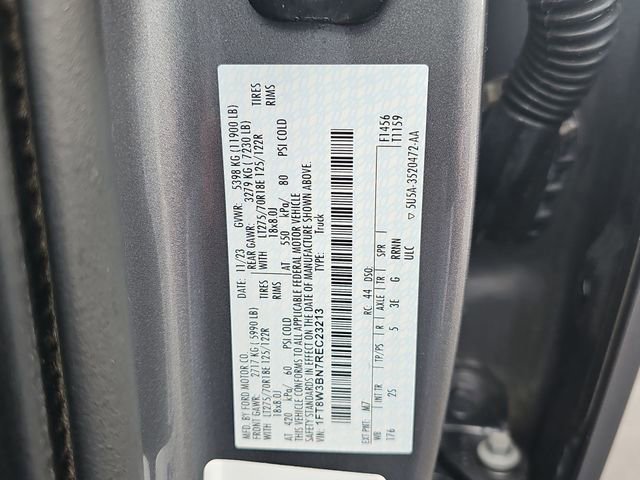 MFD. BY FORD MOTOR CO.
DATE: 11/23 GVWR: 5398 KG (11900 LB)
FRONT GAWR: 2717 KG (5990 LB) REAR GAWR: 3279 KG (7230 LB)
WITH LT275/70R18E 125/122R TIRES WITH LT275/70R18E 125/122R TIRES
18x8.0J RIMS 18x8.0J RIMS
AT 420 kPa/ 60 PSI COLD AT 550 kPa/ 80 PSI COLD
THIS VEHICLE CONFORMS TO ALL APPLICABLE FEDERAL MOTOR VEHICLE
SAFETY STANDARDS IN EFFECT ON THE DATE OF MANUFACTURE SHOWN ABOVE.
VIN: 1FT8W3BN7REC23213 TYPE: Truck
F1456
T1159
EXT PNT: M7 RC: 44 DSO:
WB INT TR TP/PS R AXLE TR SPR
176 2S 5 3E G RRNN
ULC ▽ 5U5A-3520472-AA